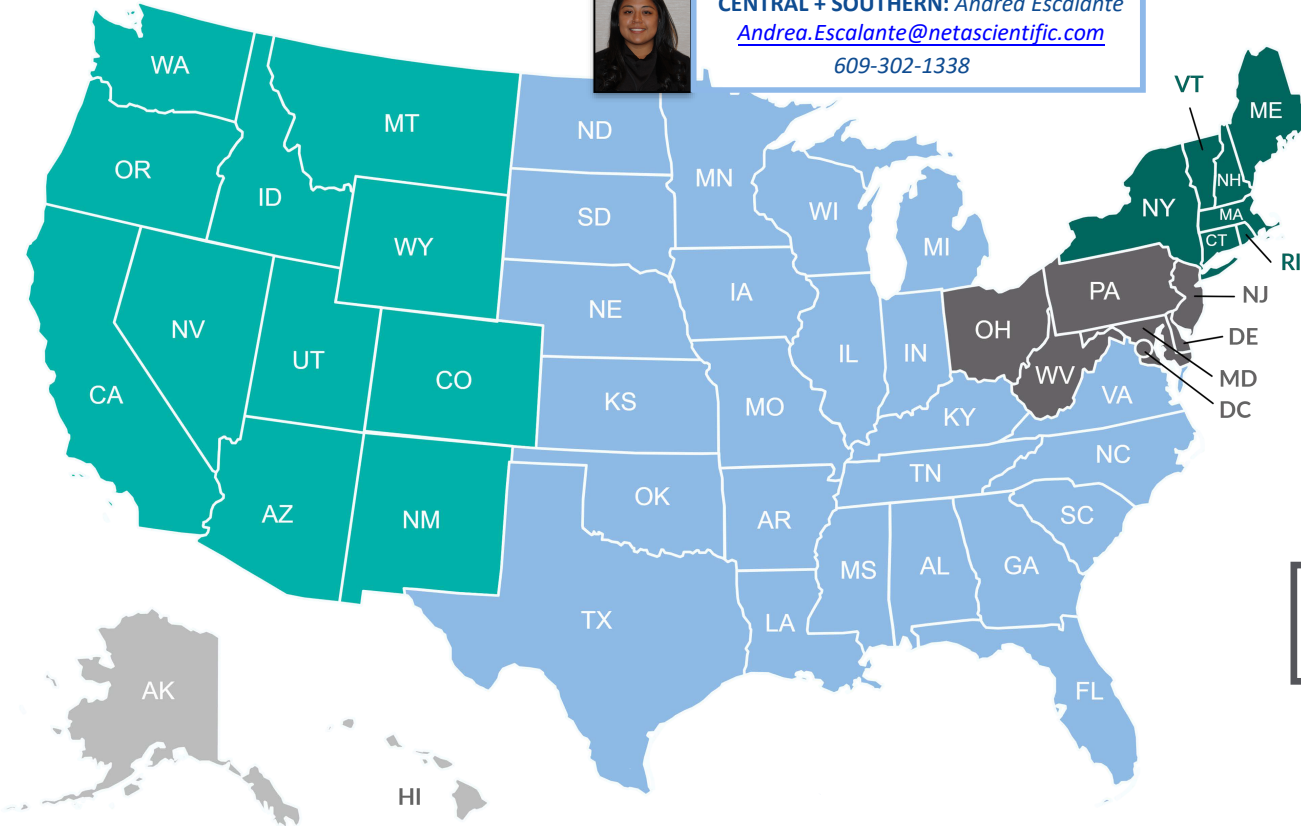 CENTRAL + SOUTHERN: Andrea Escalante
Andrea.Escalante@netascientific.com
609-302-1338
WA
MT
ND
MN
VT
ME
OR
ID
SD
WI
NH
NY
MA
WY
MI
CT
RI
IA
PA
NJ
NE
NV
OH
DE
UT
IL
IN
CO
WV
MD
CA
KS
MO
VA
DC
KY
NC
TN
OK
AZ
NM
AR
SC
MS
AL
GA
TX
LA
AK
FL
HI